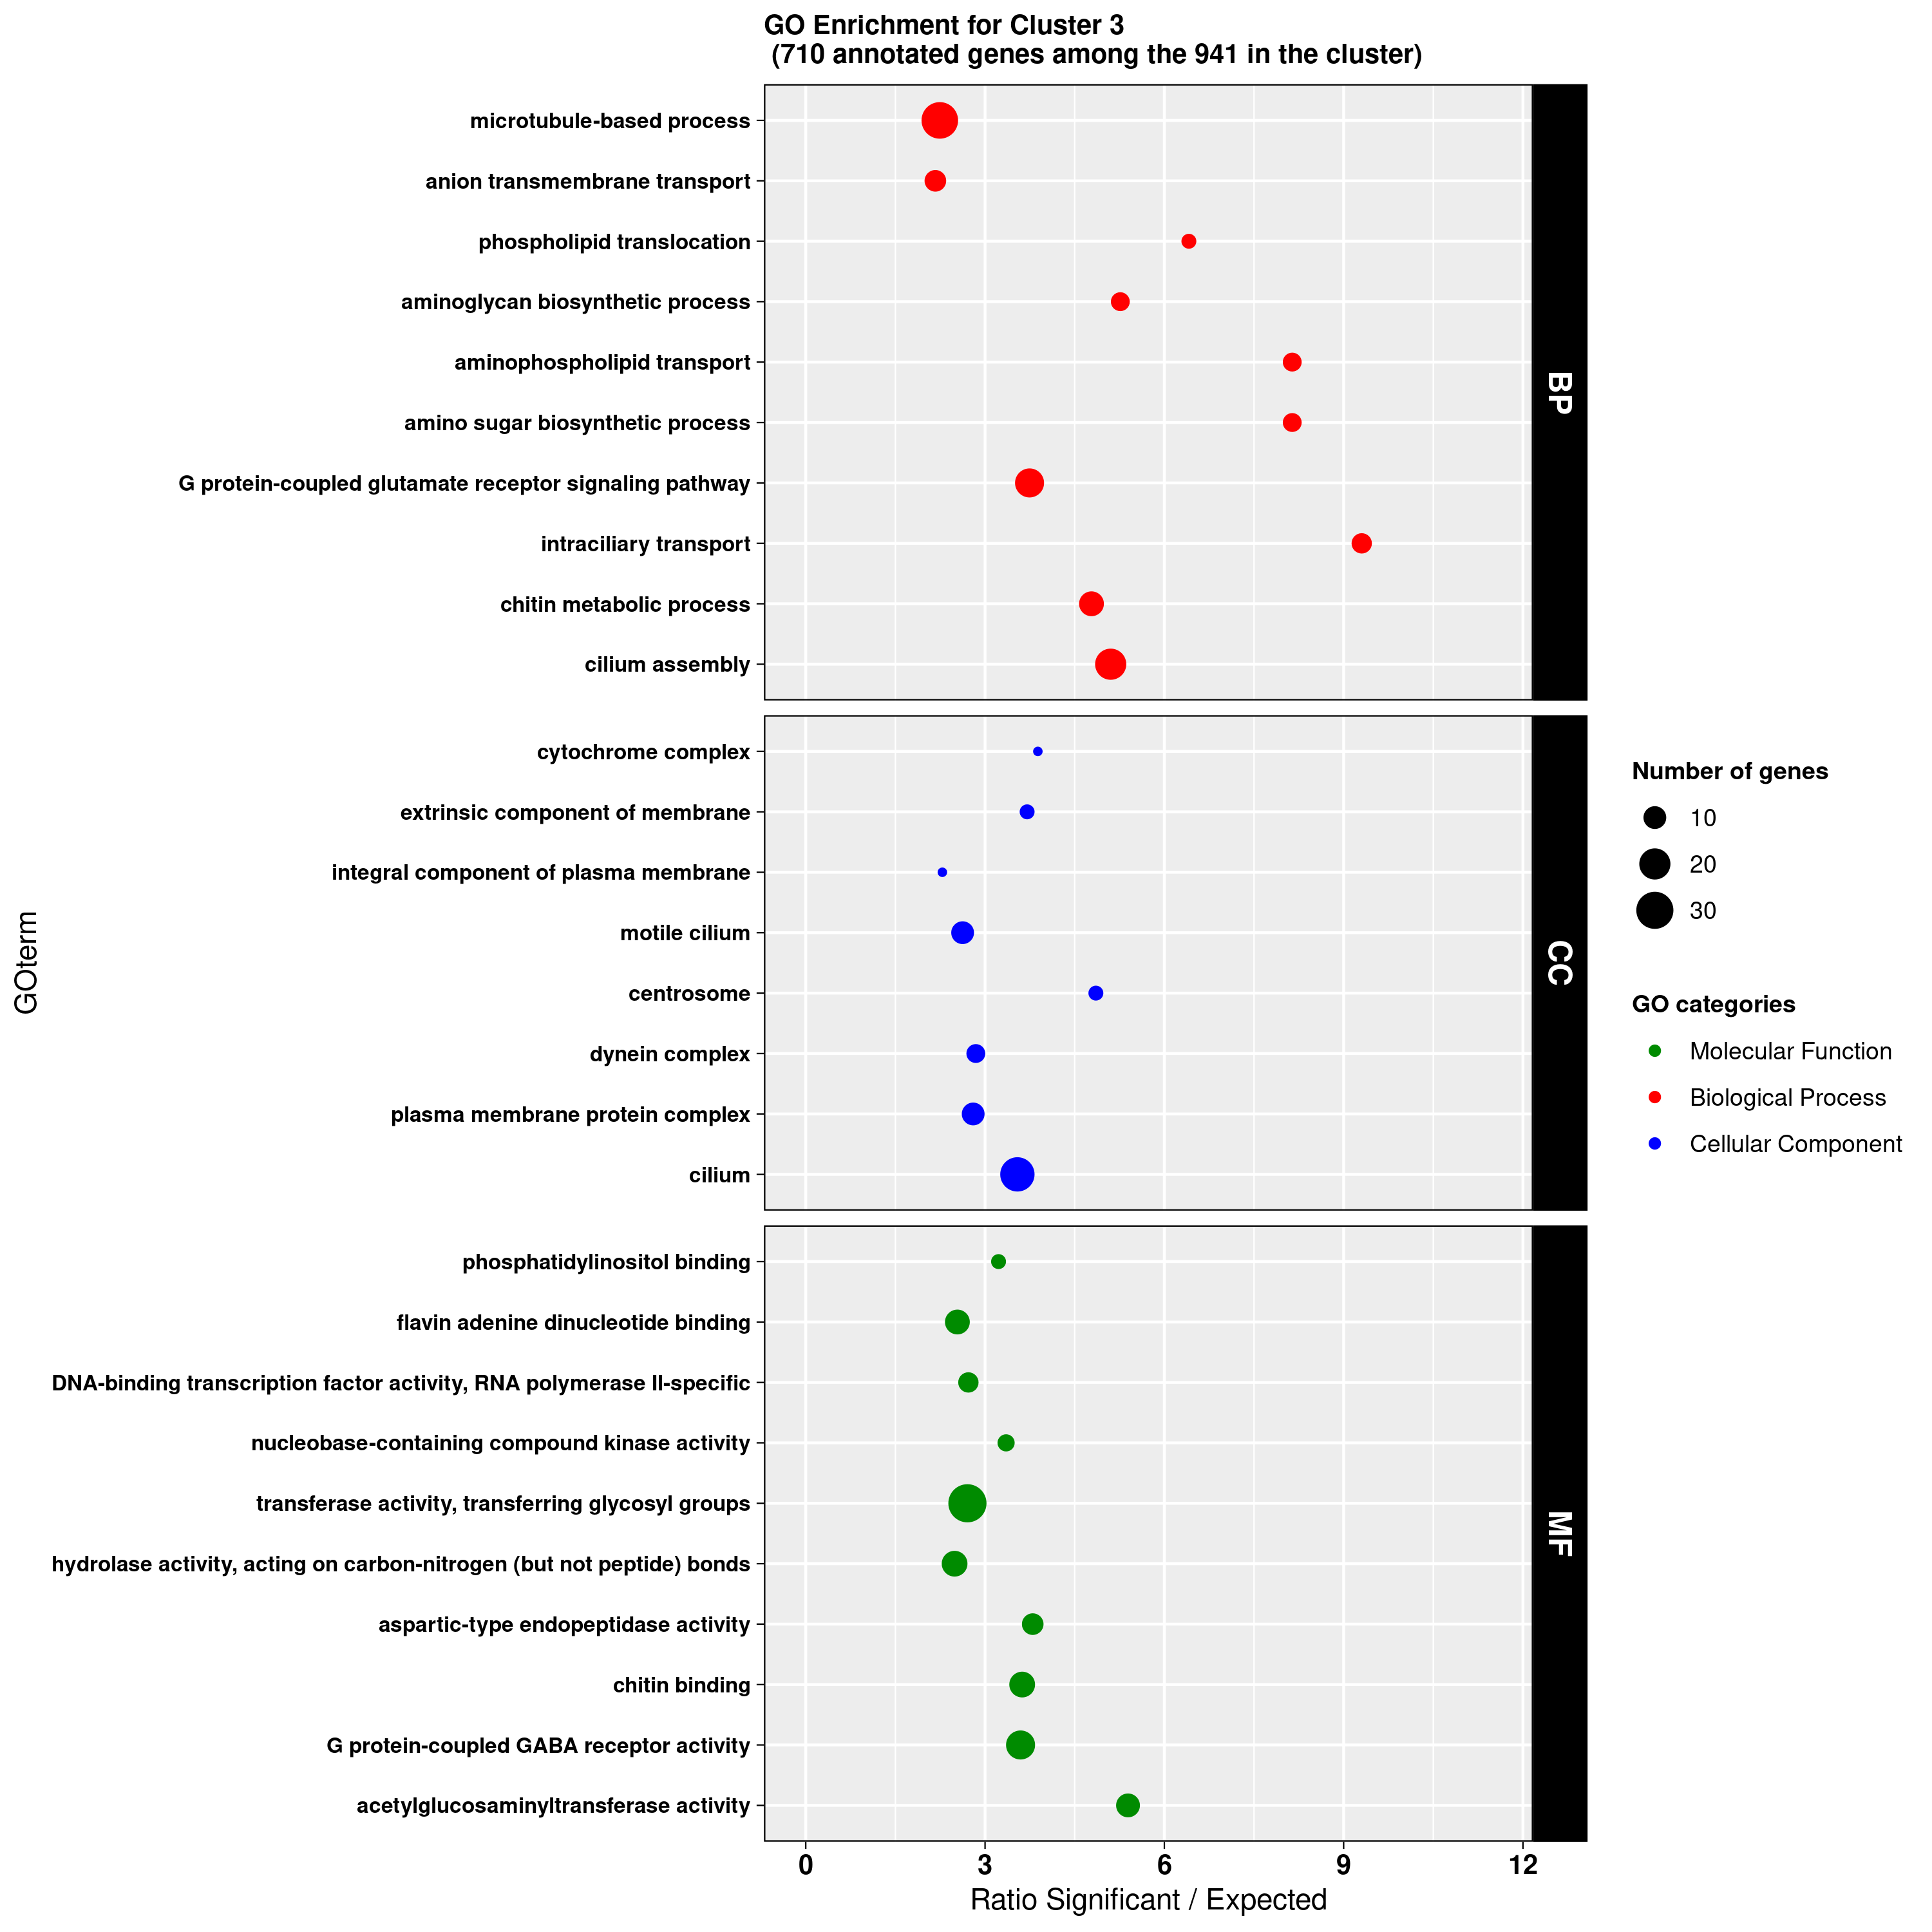 GO Enrichment for Cluster 3
(710 annotated genes among the 941 in the cluster)
microtubule-based process
anion transmembrane transport
phospholipid translocation
aminoglycan biosynthetic process
aminophospholipid transport
amino sugar biosynthetic process
G protein-coupled glutamate receptor signaling pathway
intraciliary transport
chitin metabolic process
cilium assembly
BP
cytochrome complex
extrinsic component of membrane
integral component of plasma membrane
motile cilium
centrosome
dynein complex
plasma membrane protein complex
cilium
CC
phosphatidylinositol binding
flavin adenine dinucleotide binding
DNA-binding transcription factor activity, RNA polymerase II-specific
nucleobase-containing compound kinase activity
transferase activity, transferring glycosyl groups
hydrolase activity, acting on carbon-nitrogen (but not peptide) bonds
aspartic-type endopeptidase activity
chitin binding
G protein-coupled GABA receptor activity
acetylglucosaminyltransferase activity
MF
0 3 6 9 12
Ratio Significant / Expected
GOterm
Number of genes
10
20
30
GO categories
Molecular Function
Biological Process
Cellular Component